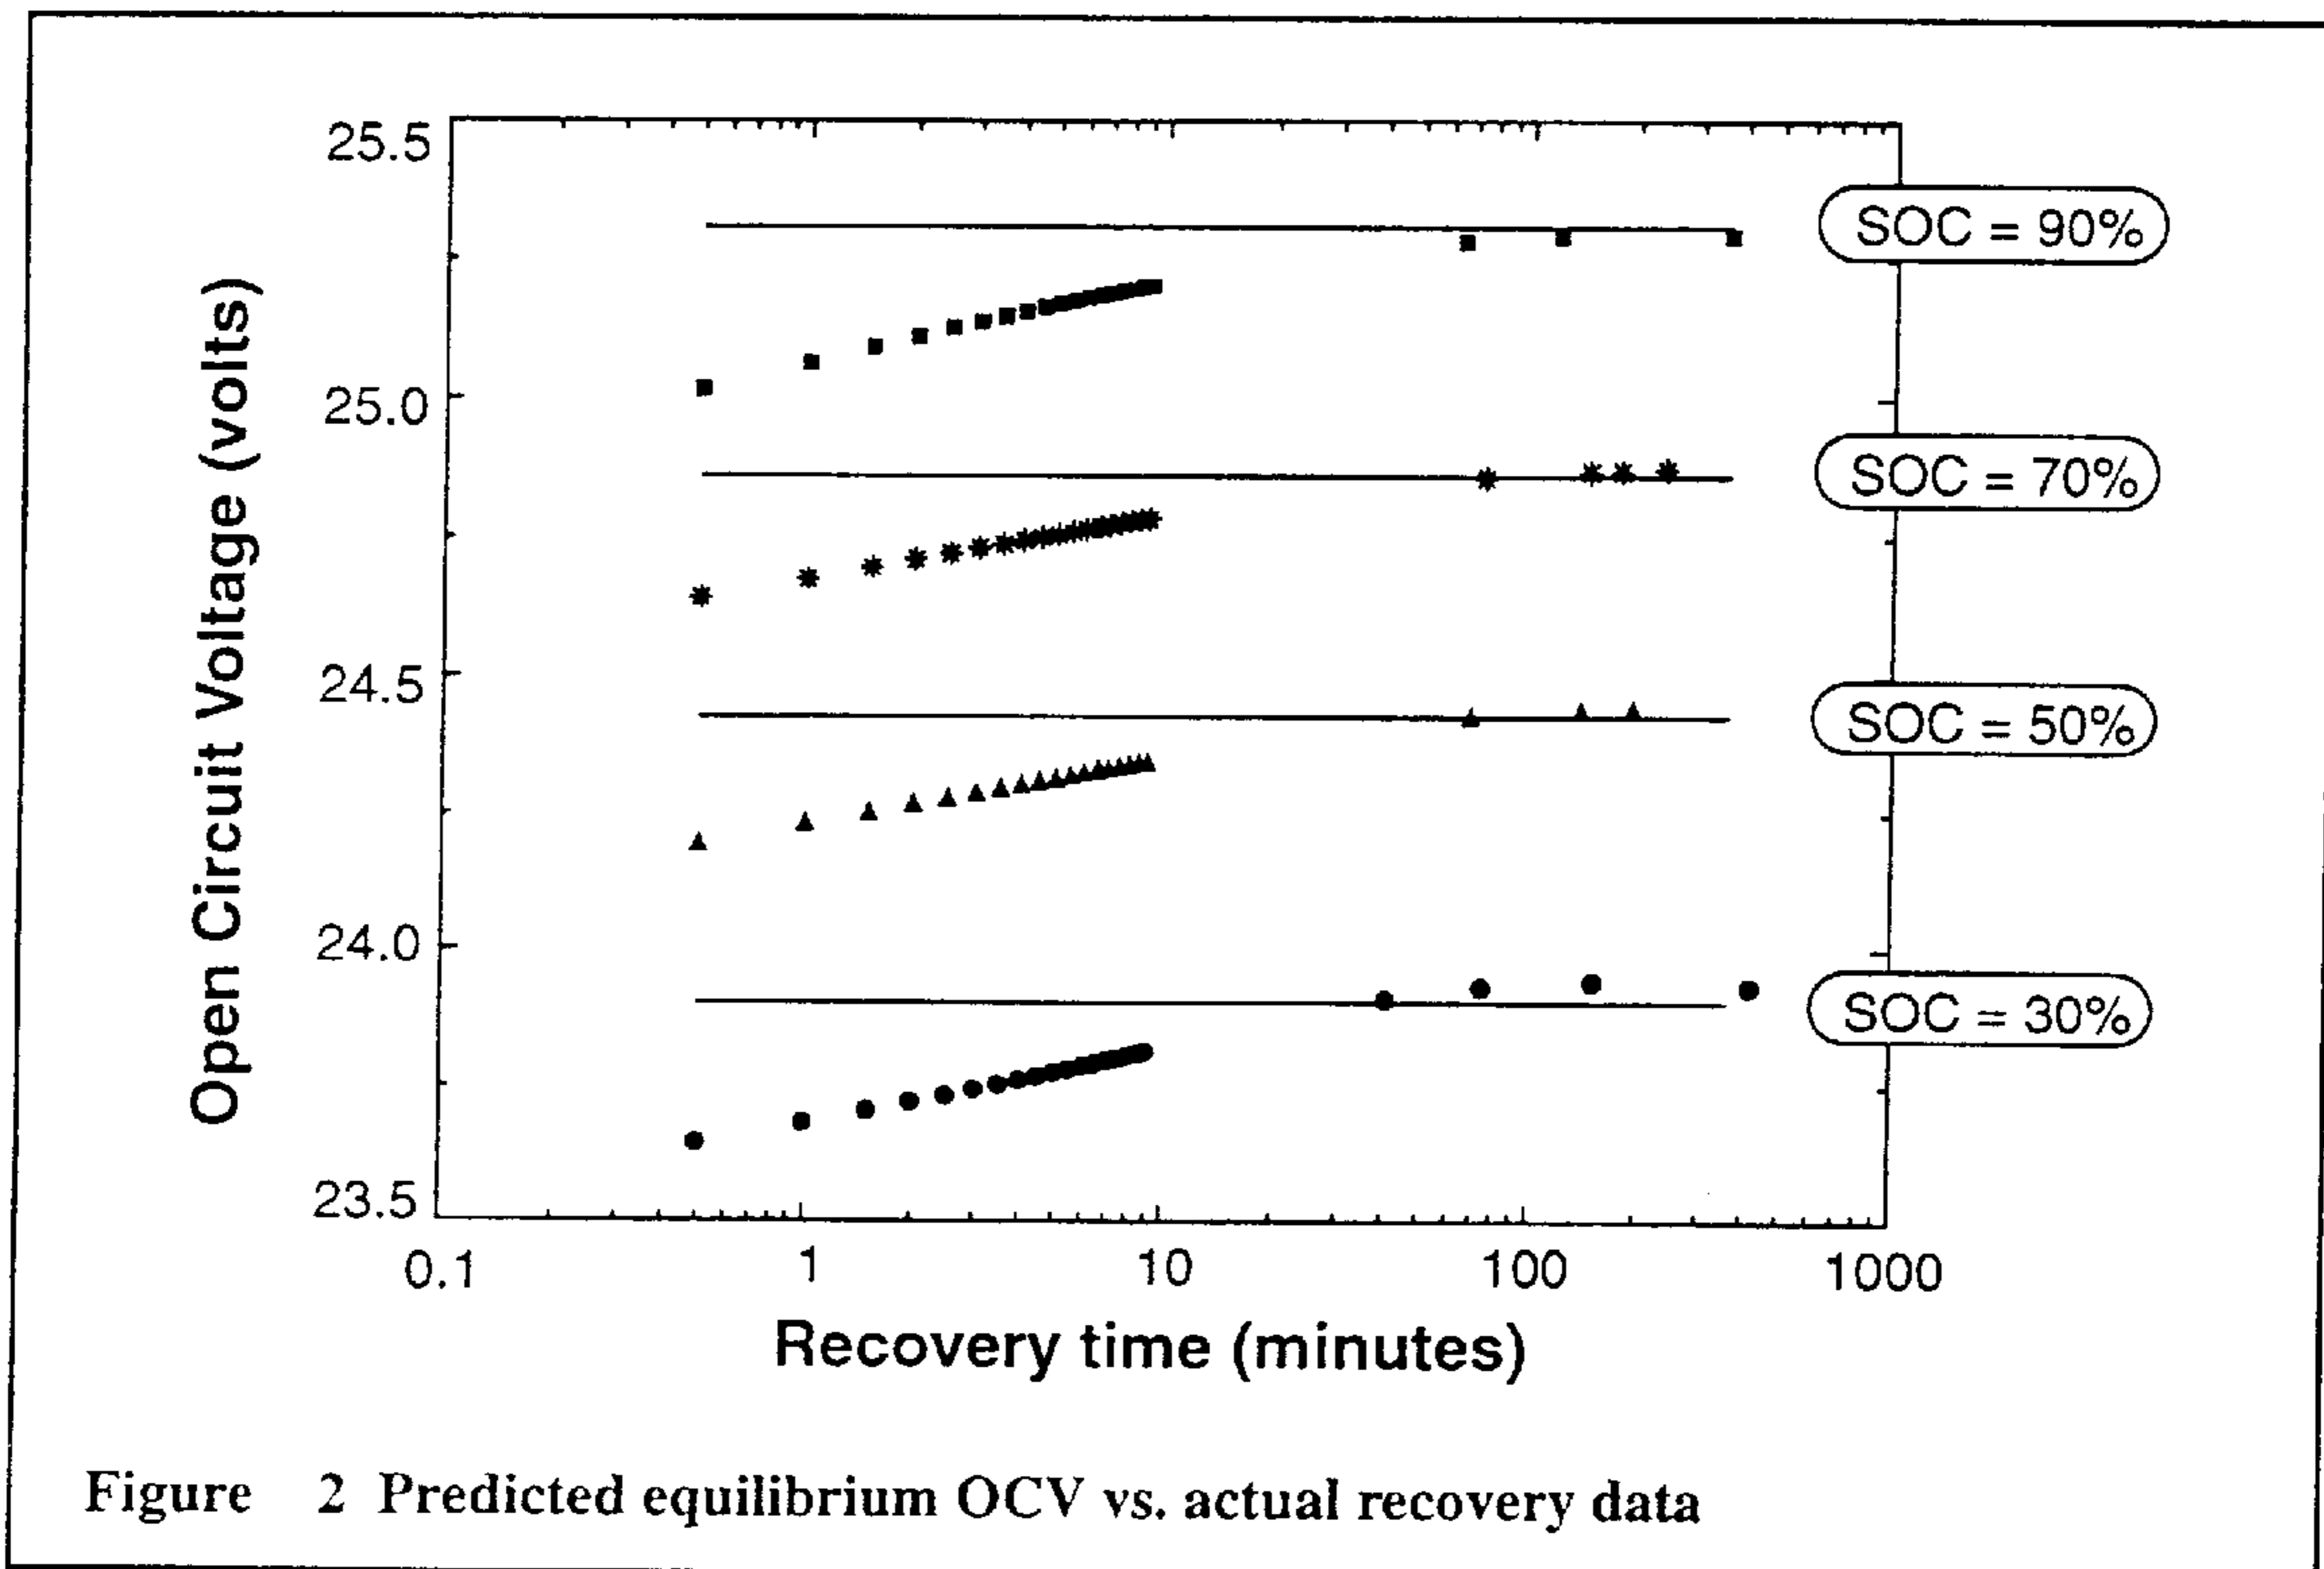 25.5
25.0
24.5
24.0
23.5
Open Circuit Voltage (volts)
SOC = 90%
SOC = 70%
SOC = 50%
SOC = 30%
0.1 1 10 100 1000
Recovery time (minutes)
Figure 2 Predicted equilibrium OCV vs. actual recovery data